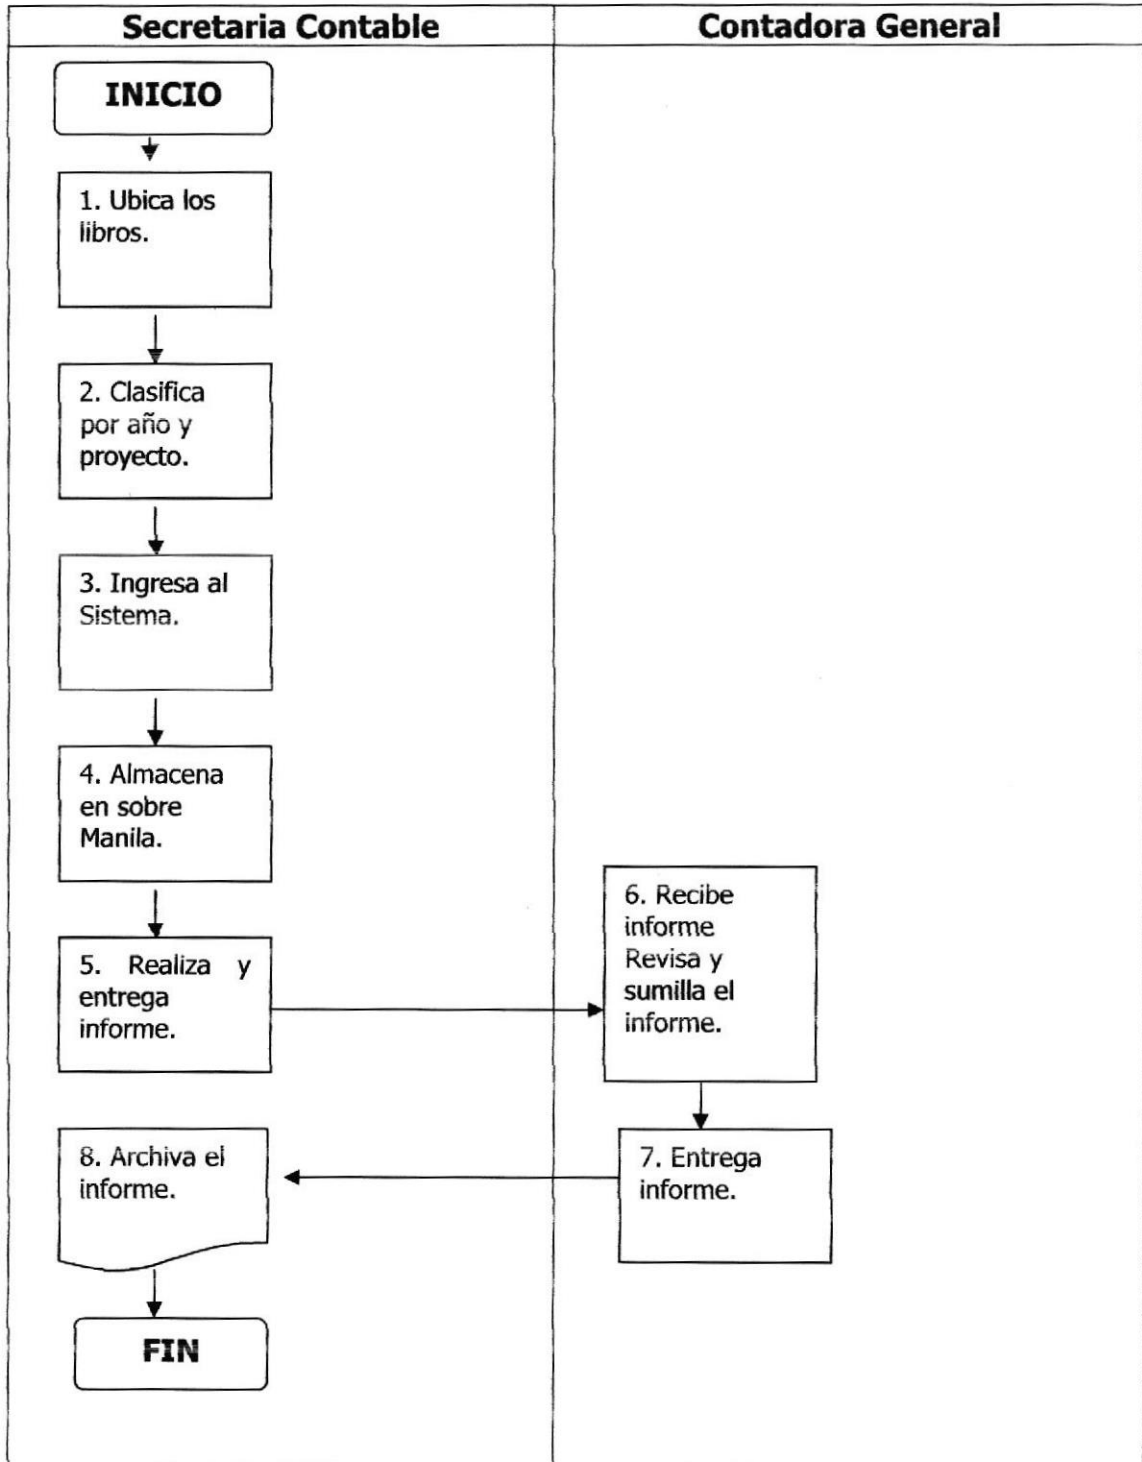 Secretaria Contable
Contadora General
INICIO
1. Ubica los
libros.
2. Clasifica
por año y
proyecto.
3. Ingresa al
Sistema.
4. Almacena
en sobre
Manila.
5. Realiza y
entrega
informe.
6. Recibe
informe
Revisa y
sumilla el
informe.
7. Entrega
informe.
8. Archiva el
informe.
FIN